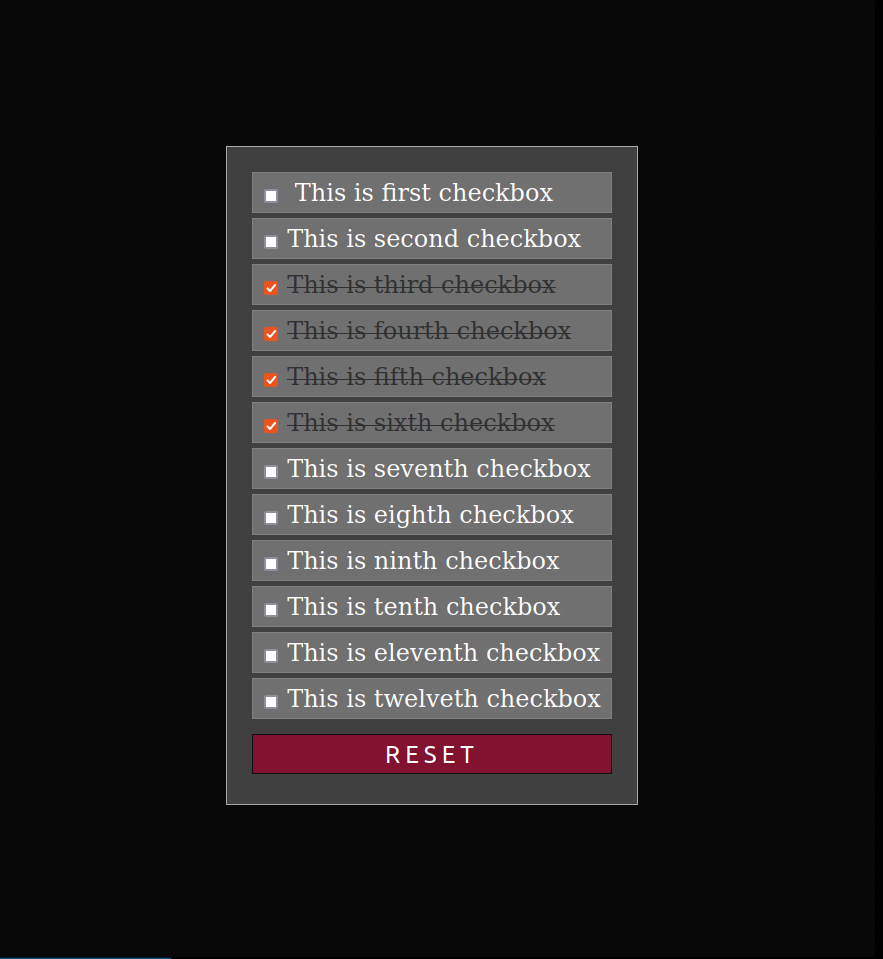 This is first checkbox
This is second checkbox
This is third checkbox
This is fourth checkbox
This is fifth checkbox
This is sixth checkbox
This is seventh checkbox
This is eighth checkbox
This is ninth checkbox
This is tenth checkbox
This is eleventh checkbox
This is twelveth checkbox
RESET